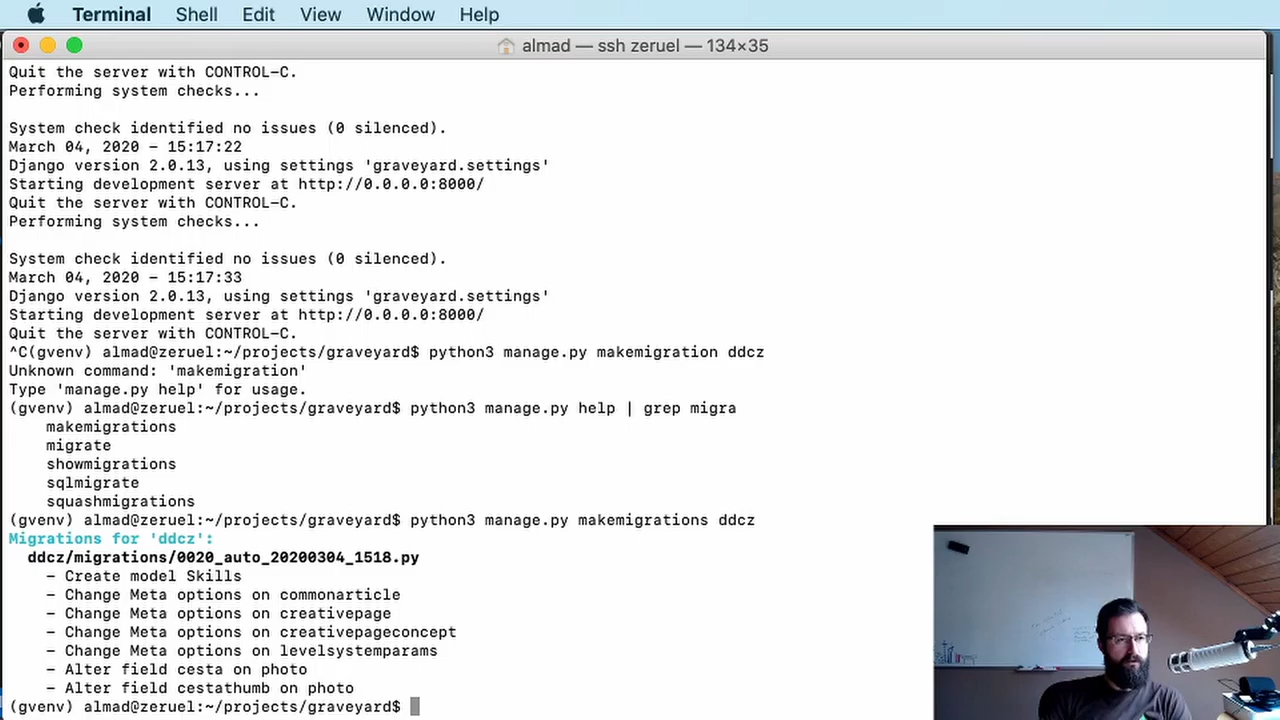 Terminal Shell Edit View Window Help
almad — ssh zeruel — 134×35
Quit the server with CONTROL-C.
Performing system checks...
System check identified no issues (0 silenced).
March 04, 2020 - 15:17:22
Django version 2.0.13, using settings 'graveyard.settings'
Starting development server at http://0.0.0.0:8000/
Quit the server with CONTROL-C.
Performing system checks...
System check identified no issues (0 silenced).
March 04, 2020 - 15:17:33
Django version 2.0.13, using settings 'graveyard.settings'
Starting development server at http://0.0.0.0:8000/
Quit the server with CONTROL-C.
^C(gvenv) almad@zeruel:~/projects/graveyard$ python3 manage.py makemigration ddcz
Unknown command: 'makemigration'
Type 'manage.py help' for usage.
(gvenv) almad@zeruel:~/projects/graveyard$ python3 manage.py help | grep migra
makemigrations
migrate
showmigrations
sqlmigrate
squashmigrations
(gvenv) almad@zeruel:~/projects/graveyard$ python3 manage.py makemigrations ddcz
Migrations for 'ddcz':
ddcz/migrations/0020_auto_20200304_1518.py
- Create model Skills
- Change Meta options on commonarticle
- Change Meta options on creativepage
- Change Meta options on creativepageconcept
- Change Meta options on levelsystemparams
- Alter field cesta on photo
- Alter field cestathumb on photo
(gvenv) almad@zeruel:~/projects/graveyard$